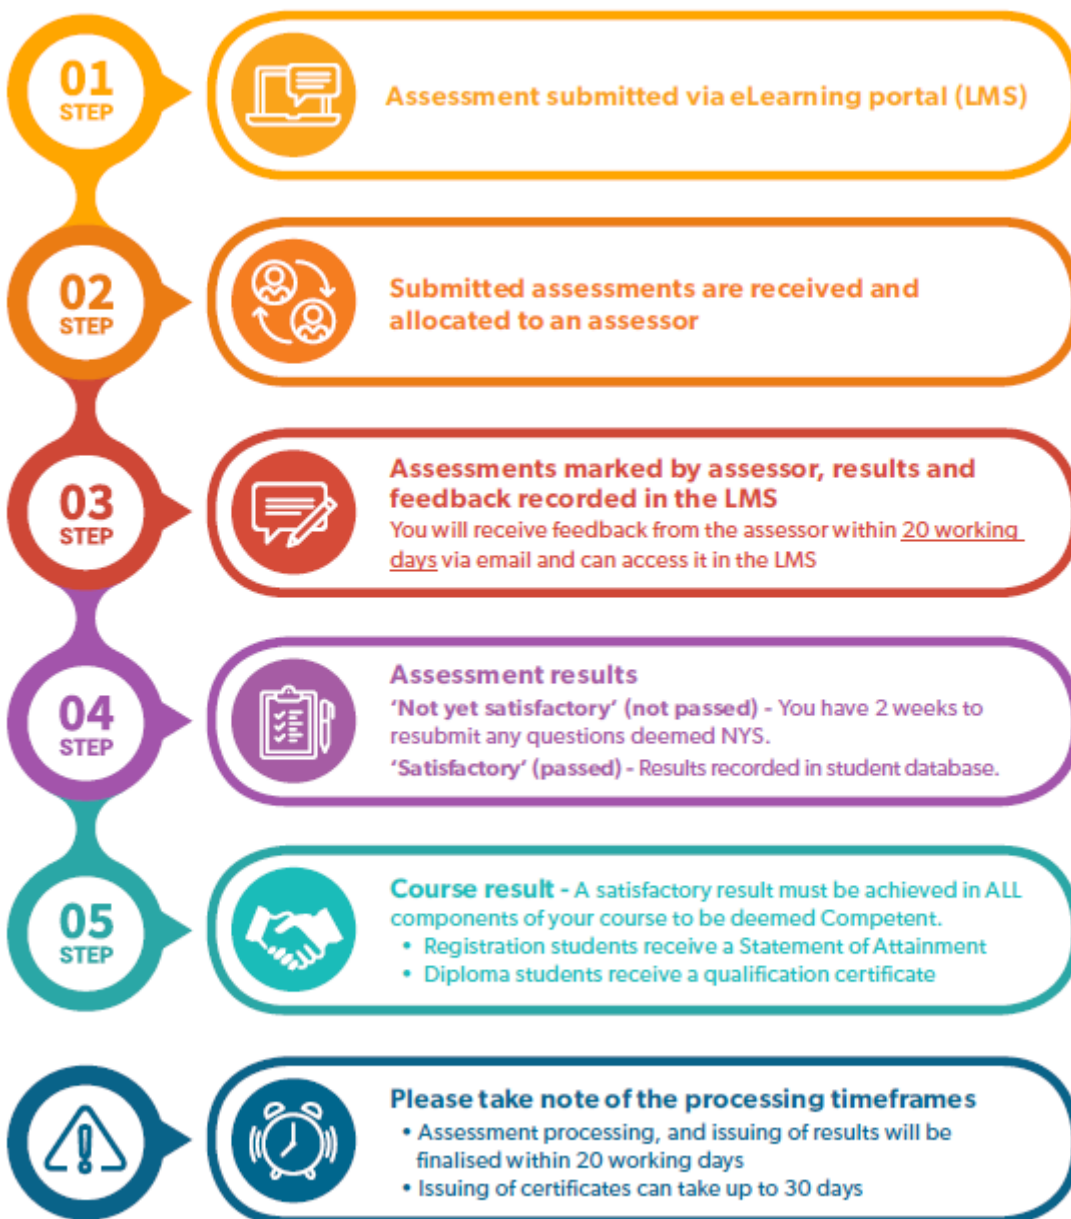 01
STEP
Assessment submitted via eLearning portal (LMS)
02
STEP
Submitted assessments are received and
allocated to an assessor
03
STEP
Assessments marked by assessor, results and
feedback recorded in the LMS
You will receive feedback from the assessor within 20 working
days via email and can access it in the LMS
04
STEP
Assessment results
‘Not yet satisfactory’ (not passed) - You have 2 weeks to
resubmit any questions deemed NYS.
‘Satisfactory’ (passed) - Results recorded in student database.
05
STEP
Course result - A satisfactory result must be achieved in ALL
components of your course to be deemed Competent.
• Registration students receive a Statement of Attainment
• Diploma students receive a qualification certificate
Please take note of the processing timeframes
• Assessment processing, and issuing of results will be
finalised within 20 working days
• Issuing of certificates can take up to 30 days